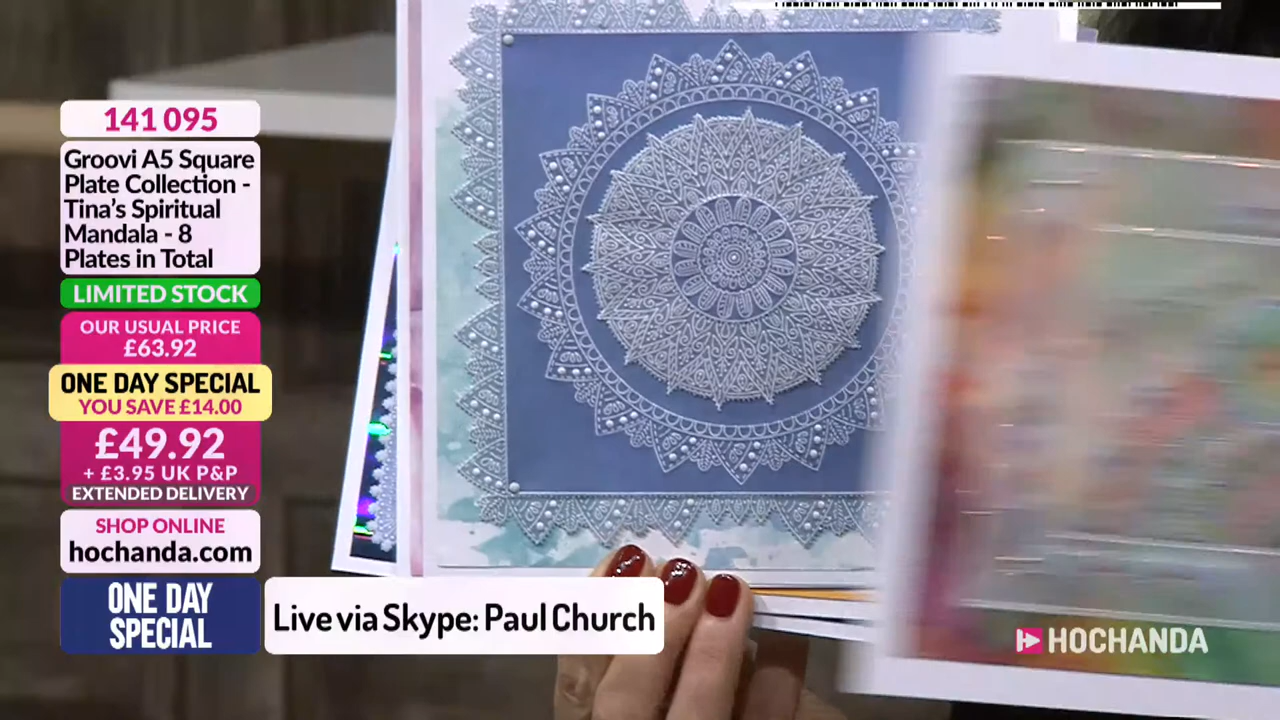 141 095
Groovi A5 Square
Plate Collection -
Tina's Spiritual
Mandala - 8
Plates in Total
LIMITED STOCK
OUR USUAL PRICE
£63.92
ONE DAY SPECIAL
YOU SAVE £14.00
£49.92
+ £3.95 UK P&P
EXTENDED DELIVERY
SHOP ONLINE
hochanda.com
ONE DAY
SPECIAL
Live via Skype: Paul Church
HOCHANDA